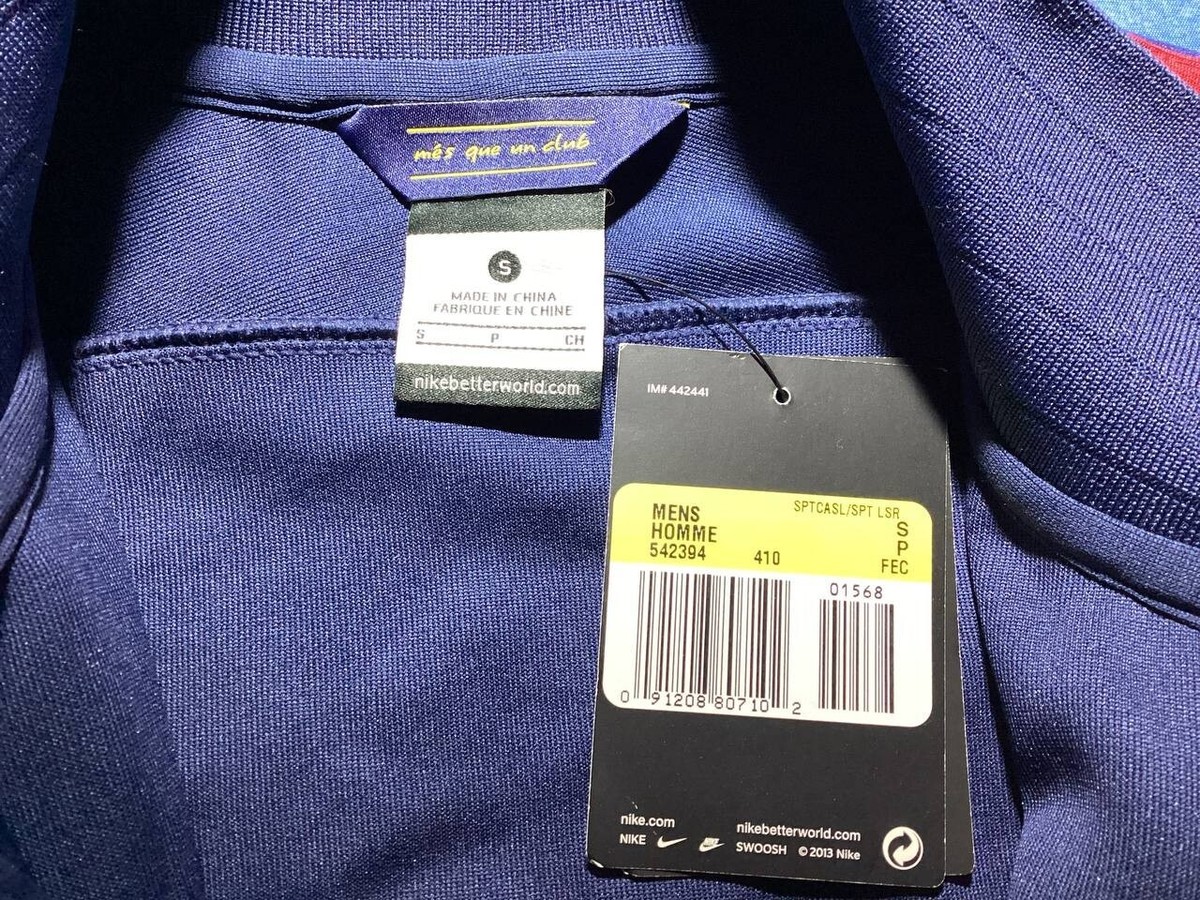 més que un club
S
MADE IN CHINA
FABRIQUE EN CHINE
S P CH
nikebetterworld.com
IM# 442441
MENS SPTCASL/SPT LSR
HOMME S
P
542394 410 FEC
01568
0 91208 80710 2
nike.com nikebetterworld.com
NIKE SWOOSH © 2013 Nike